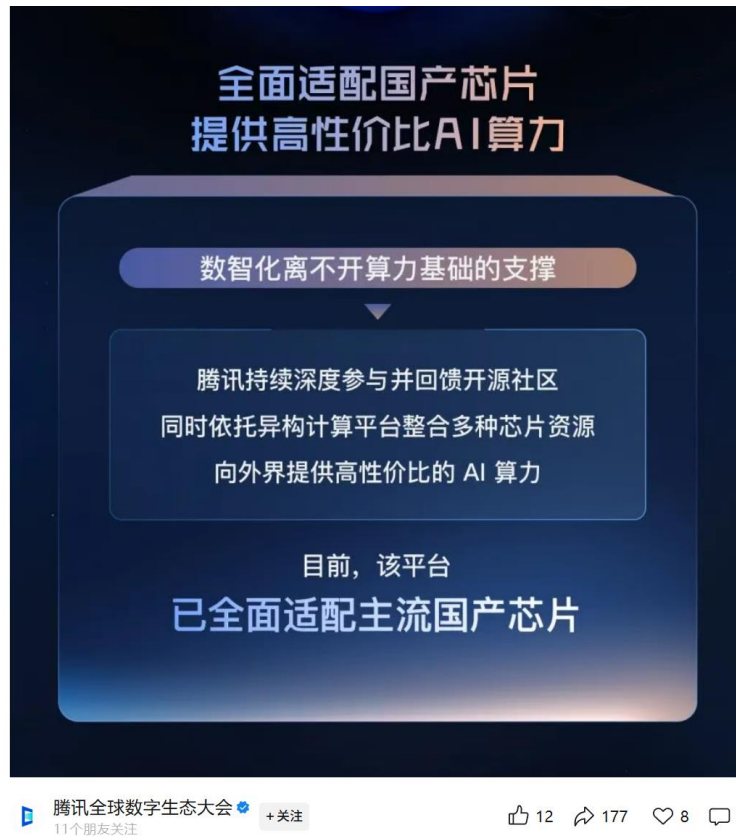 全面适配国产芯片
提供高性价比AI算力
数智化离不开算力基础的支撑
腾讯持续深度参与并回馈开源社区
同时依托异构计算平台整合多种芯片资源
向外界提供高性价比的 AI 算力
目前，该平台
已全面适配主流国产芯片
腾讯全球数字生态大会
+关注
12
177
8
11个朋友关注